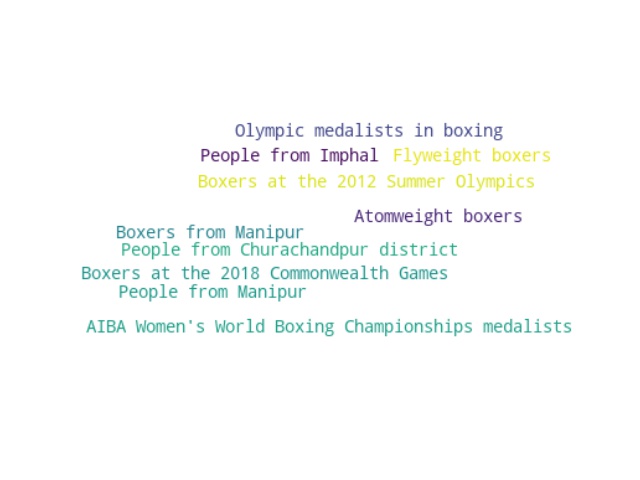 Olympic medalists in boxing
People from Imphal Flyweight boxers
Boxers at the 2012 Summer Olympics
Atomweight boxers
Boxers from Manipur
People from Churachandpur district
Boxers at the 2018 Commonwealth Games
People from Manipur
AIBA Women's World Boxing Championships medalists